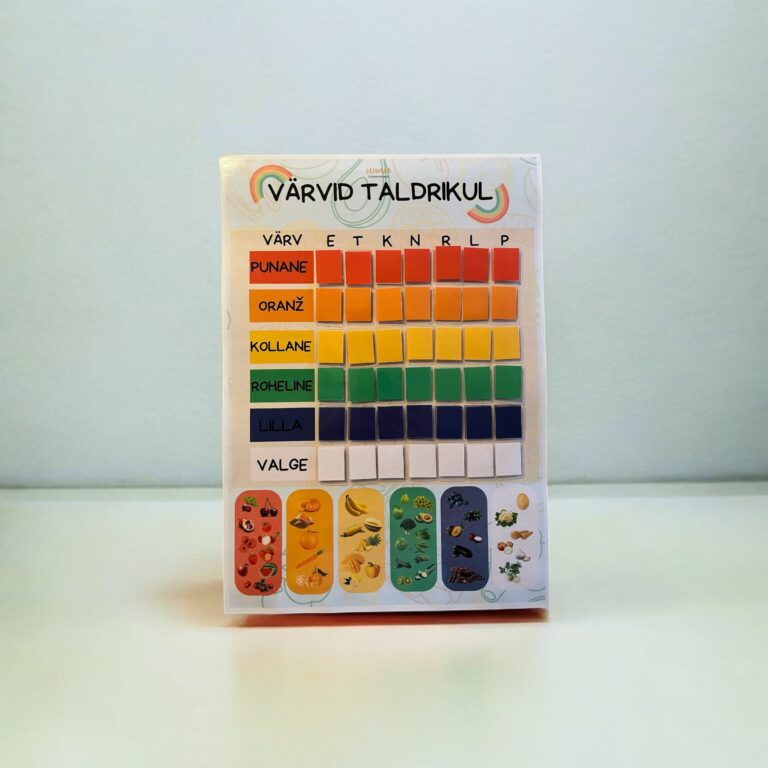 VÄRVID TALDRIKUL
VÄRV E T K N R L P
PUNANE
ORANŽ
KOLLANE
ROHELINE
LILLA
VALGE